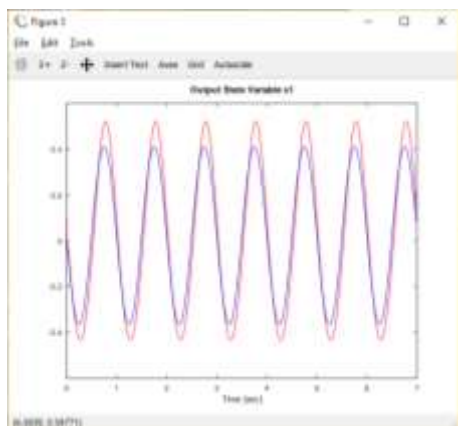 Figure 1
File Edit Tools
Z+ Z- Insert Text Axes Grid Autoscale
Output State Variable x1
0.4
0.2
0
-0.2
-0.4
0 1 2 3 4 5 6 7
Time (sec)